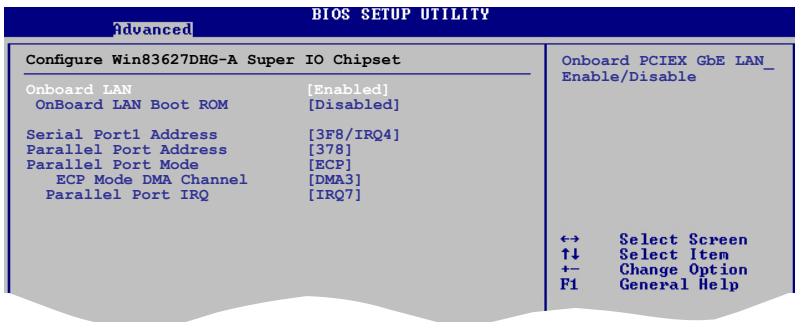 BIOS SETUP UTILITY
Advanced
Configure Win83627DHG-A Super IO Chipset
Onboard LAN [Enabled]
OnBoard LAN Boot ROM [Disabled]
Serial Port1 Address [3F8/IRQ4]
Parallel Port Address [378]
Parallel Port Mode [ECP]
ECP Mode DMA Channel [DMA3]
Parallel Port IRQ [IRQ7]
Onboard PCIEX GbE LAN_
Enable/Disable
←→ Select Screen
↑↓ Select Item
+- Change Option
F1 General Help